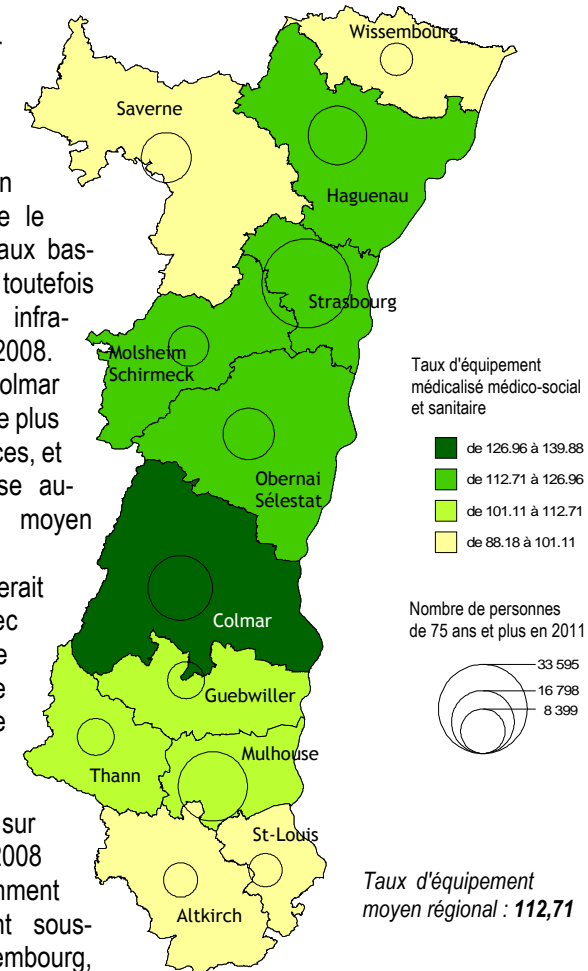 n
e le
aux bas-
toutefois
infra-
2008.
olmar
e plus
ces, et
se au-
moyen
erait
ec
e
e
e
sur
2008
mment
nt sous-
embourg,
Wissembourg
Saverne
Haguenau
Strasbourg
Molsheim
Schirmeck
Obernai
Sélestat
Colmar
Guebwiller
Mulhouse
Thann
St-Louis
Altkirch
Taux d'équipement
médicalisé médico-social
et sanitaire
de 126.96 à 139.88
de 112.71 à 126.96
de 101.11 à 112.71
de 88.18 à 101.11
Nombre de personnes
de 75 ans et plus en 2011
33 595
16 798
8 399
Taux d'équipement
moyen régional : 112,71